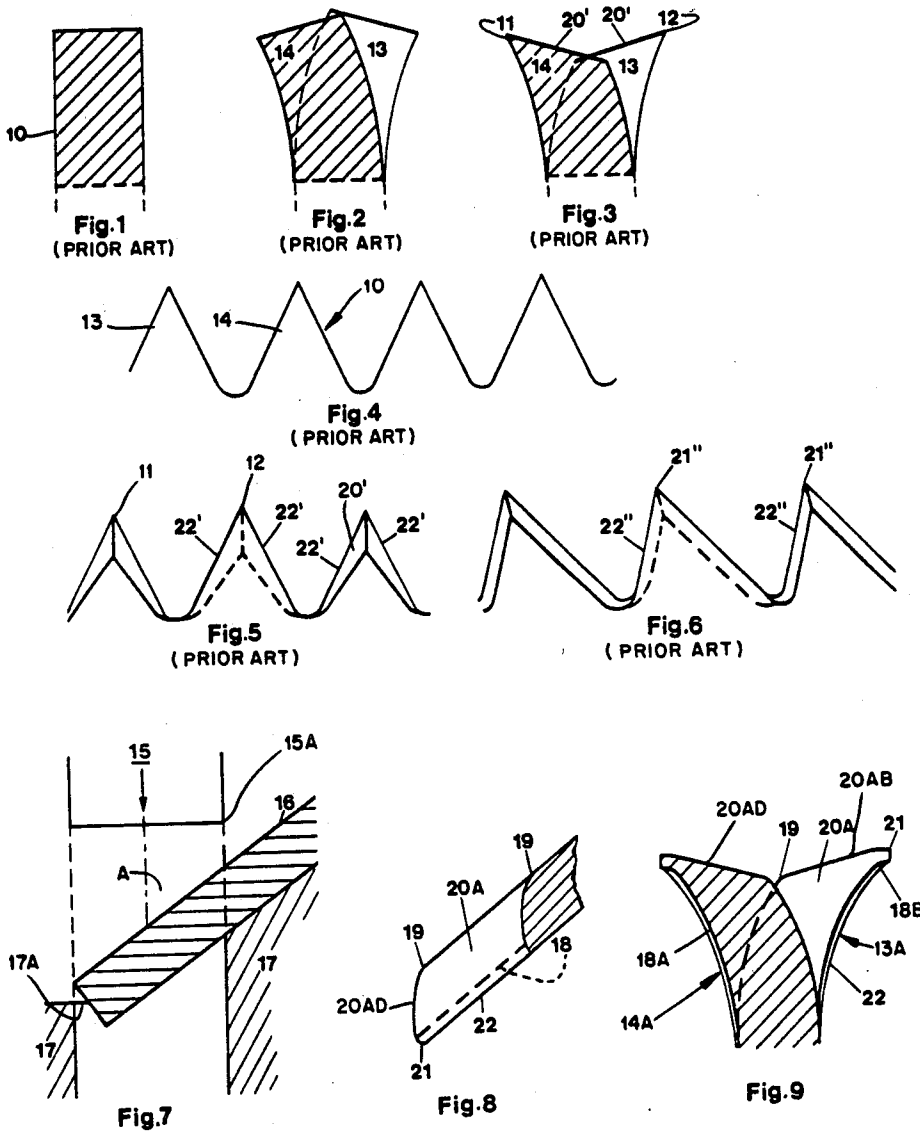 10
Fig.1
(PRIOR ART)
14
13
Fig.2
(PRIOR ART)
11
20'
20'
12
14
13
Fig.3
(PRIOR ART)
13
14
10
Fig.4
(PRIOR ART)
11
12
20'
22'
22'
22'
22'
Fig.5
(PRIOR ART)
21"
21"
22"
22"
Fig.6
(PRIOR ART)
15
15A
16
A
17A
17
17
Fig.7
19
20A
19
18
20AD
22
21
Fig.8
20AB
20AD
19
20A
21
18B
18A
13A
22
14A
Fig.9